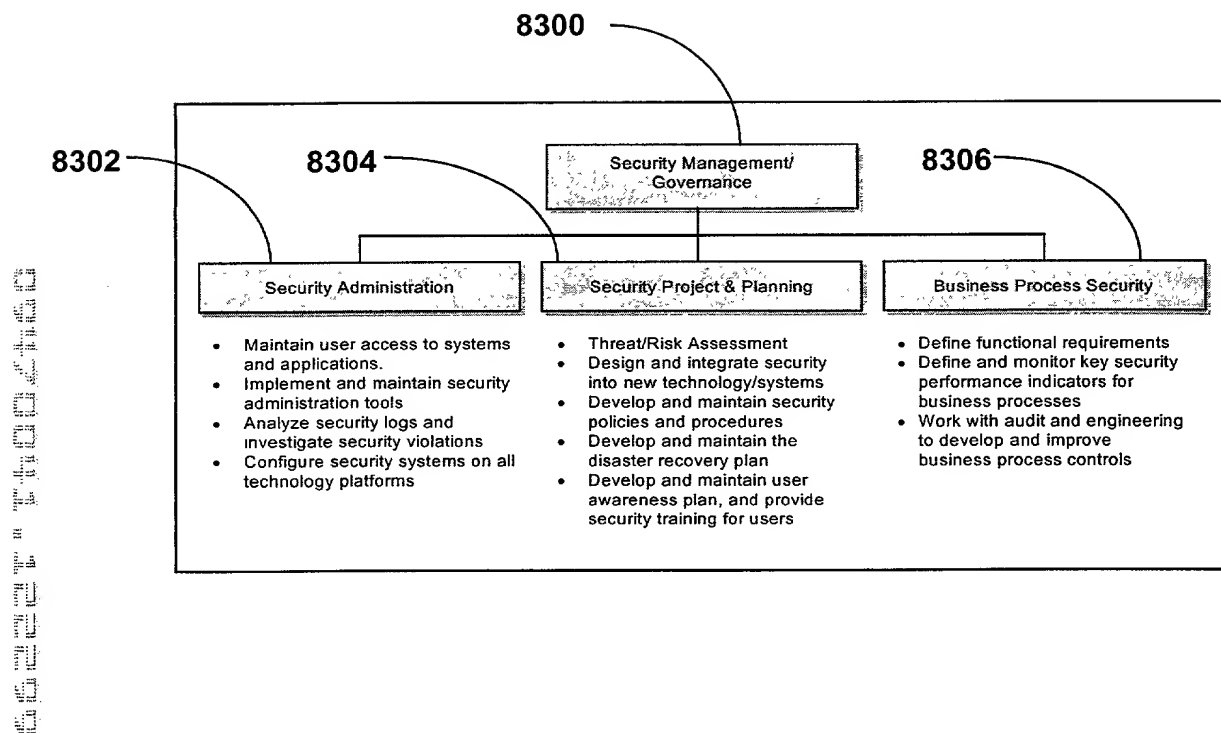 8300
8302
8304
8306
Security Management/
Governance
Security Administration
Security Project & Planning
Business Process Security
• Maintain user access to systems
and applications.
• Implement and maintain security
administration tools
• Analyze security logs and
investigate security violations
• Configure security systems on all
technology platforms
• Threat/Risk Assessment
• Design and integrate security
into new technology/systems
• Develop and maintain security
policies and procedures
• Develop and maintain the
disaster recovery plan
• Develop and maintain user
awareness plan, and provide
security training for users
• Define functional requirements
• Define and monitor key security
performance indicators for
business processes
• Work with audit and engineering
to develop and improve
business process controls